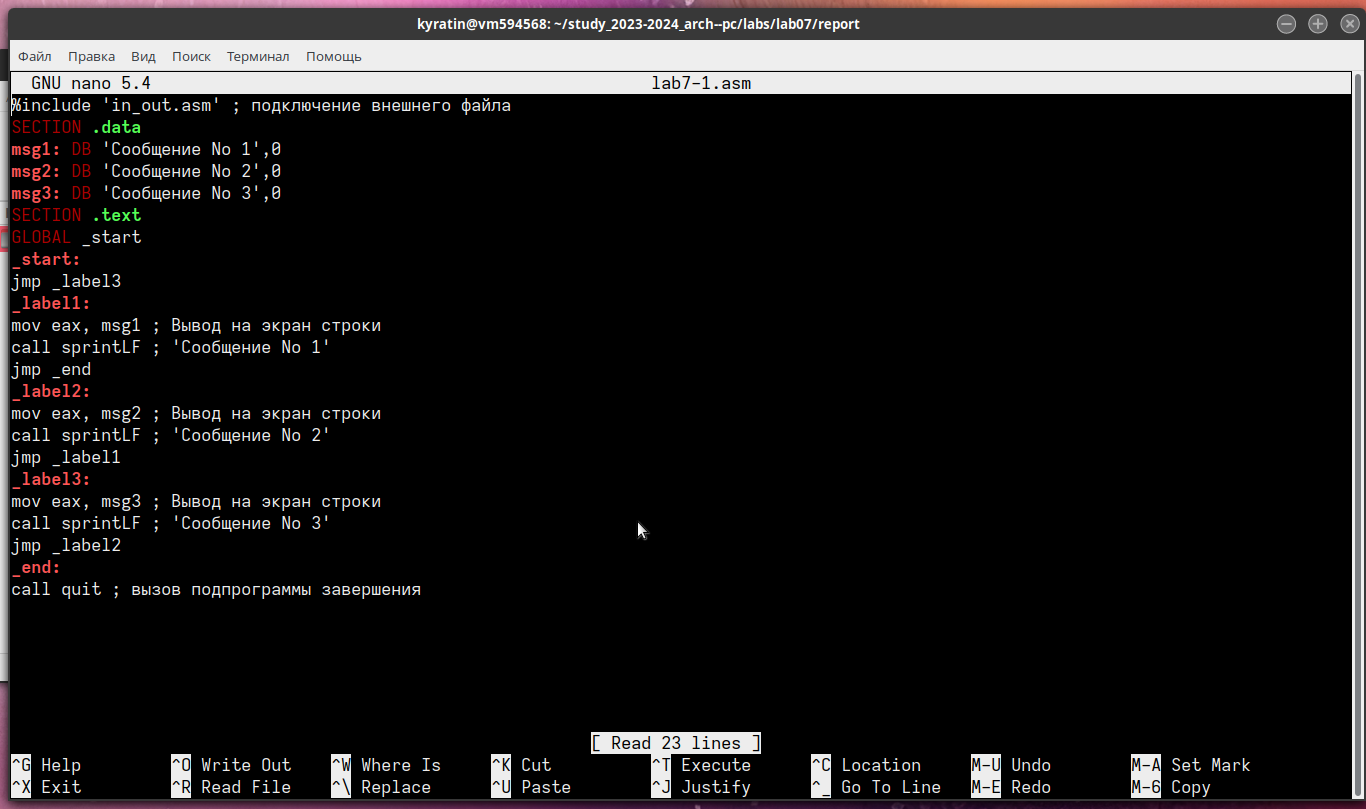 kyratin@vm594568: ~/study_2023-2024_arch--pc/labs/lab07/report
Файл Правка Вид Поиск Терминал Помощь
GNU nano 5.4 lab7-1.asm
%include 'in_out.asm' ; подключение внешнего файла
SECTION .data
msg1: DB 'Сообщение No 1',0
msg2: DB 'Сообщение No 2',0
msg3: DB 'Сообщение No 3',0
SECTION .text
GLOBAL _start
_start:
jmp _label3
_label1:
mov eax, msg1 ; Вывод на экран строки
call sprintLF ; 'Сообщение No 1'
jmp _end
_label2:
mov eax, msg2 ; Вывод на экран строки
call sprintLF ; 'Сообщение No 2'
jmp _label1
_label3:
mov eax, msg3 ; Вывод на экран строки
call sprintLF ; 'Сообщение No 3'
jmp _label2
_end:
call quit ; вызов подпрограммы завершения
[ Read 23 lines ]
^G Help ^O Write Out ^W Where Is ^K Cut ^T Execute ^C Location M-U Undo M-A Set Mark
^X Exit ^R Read File ^\ Replace ^U Paste ^J Justify ^_ Go To Line M-E Redo M-6 Copy